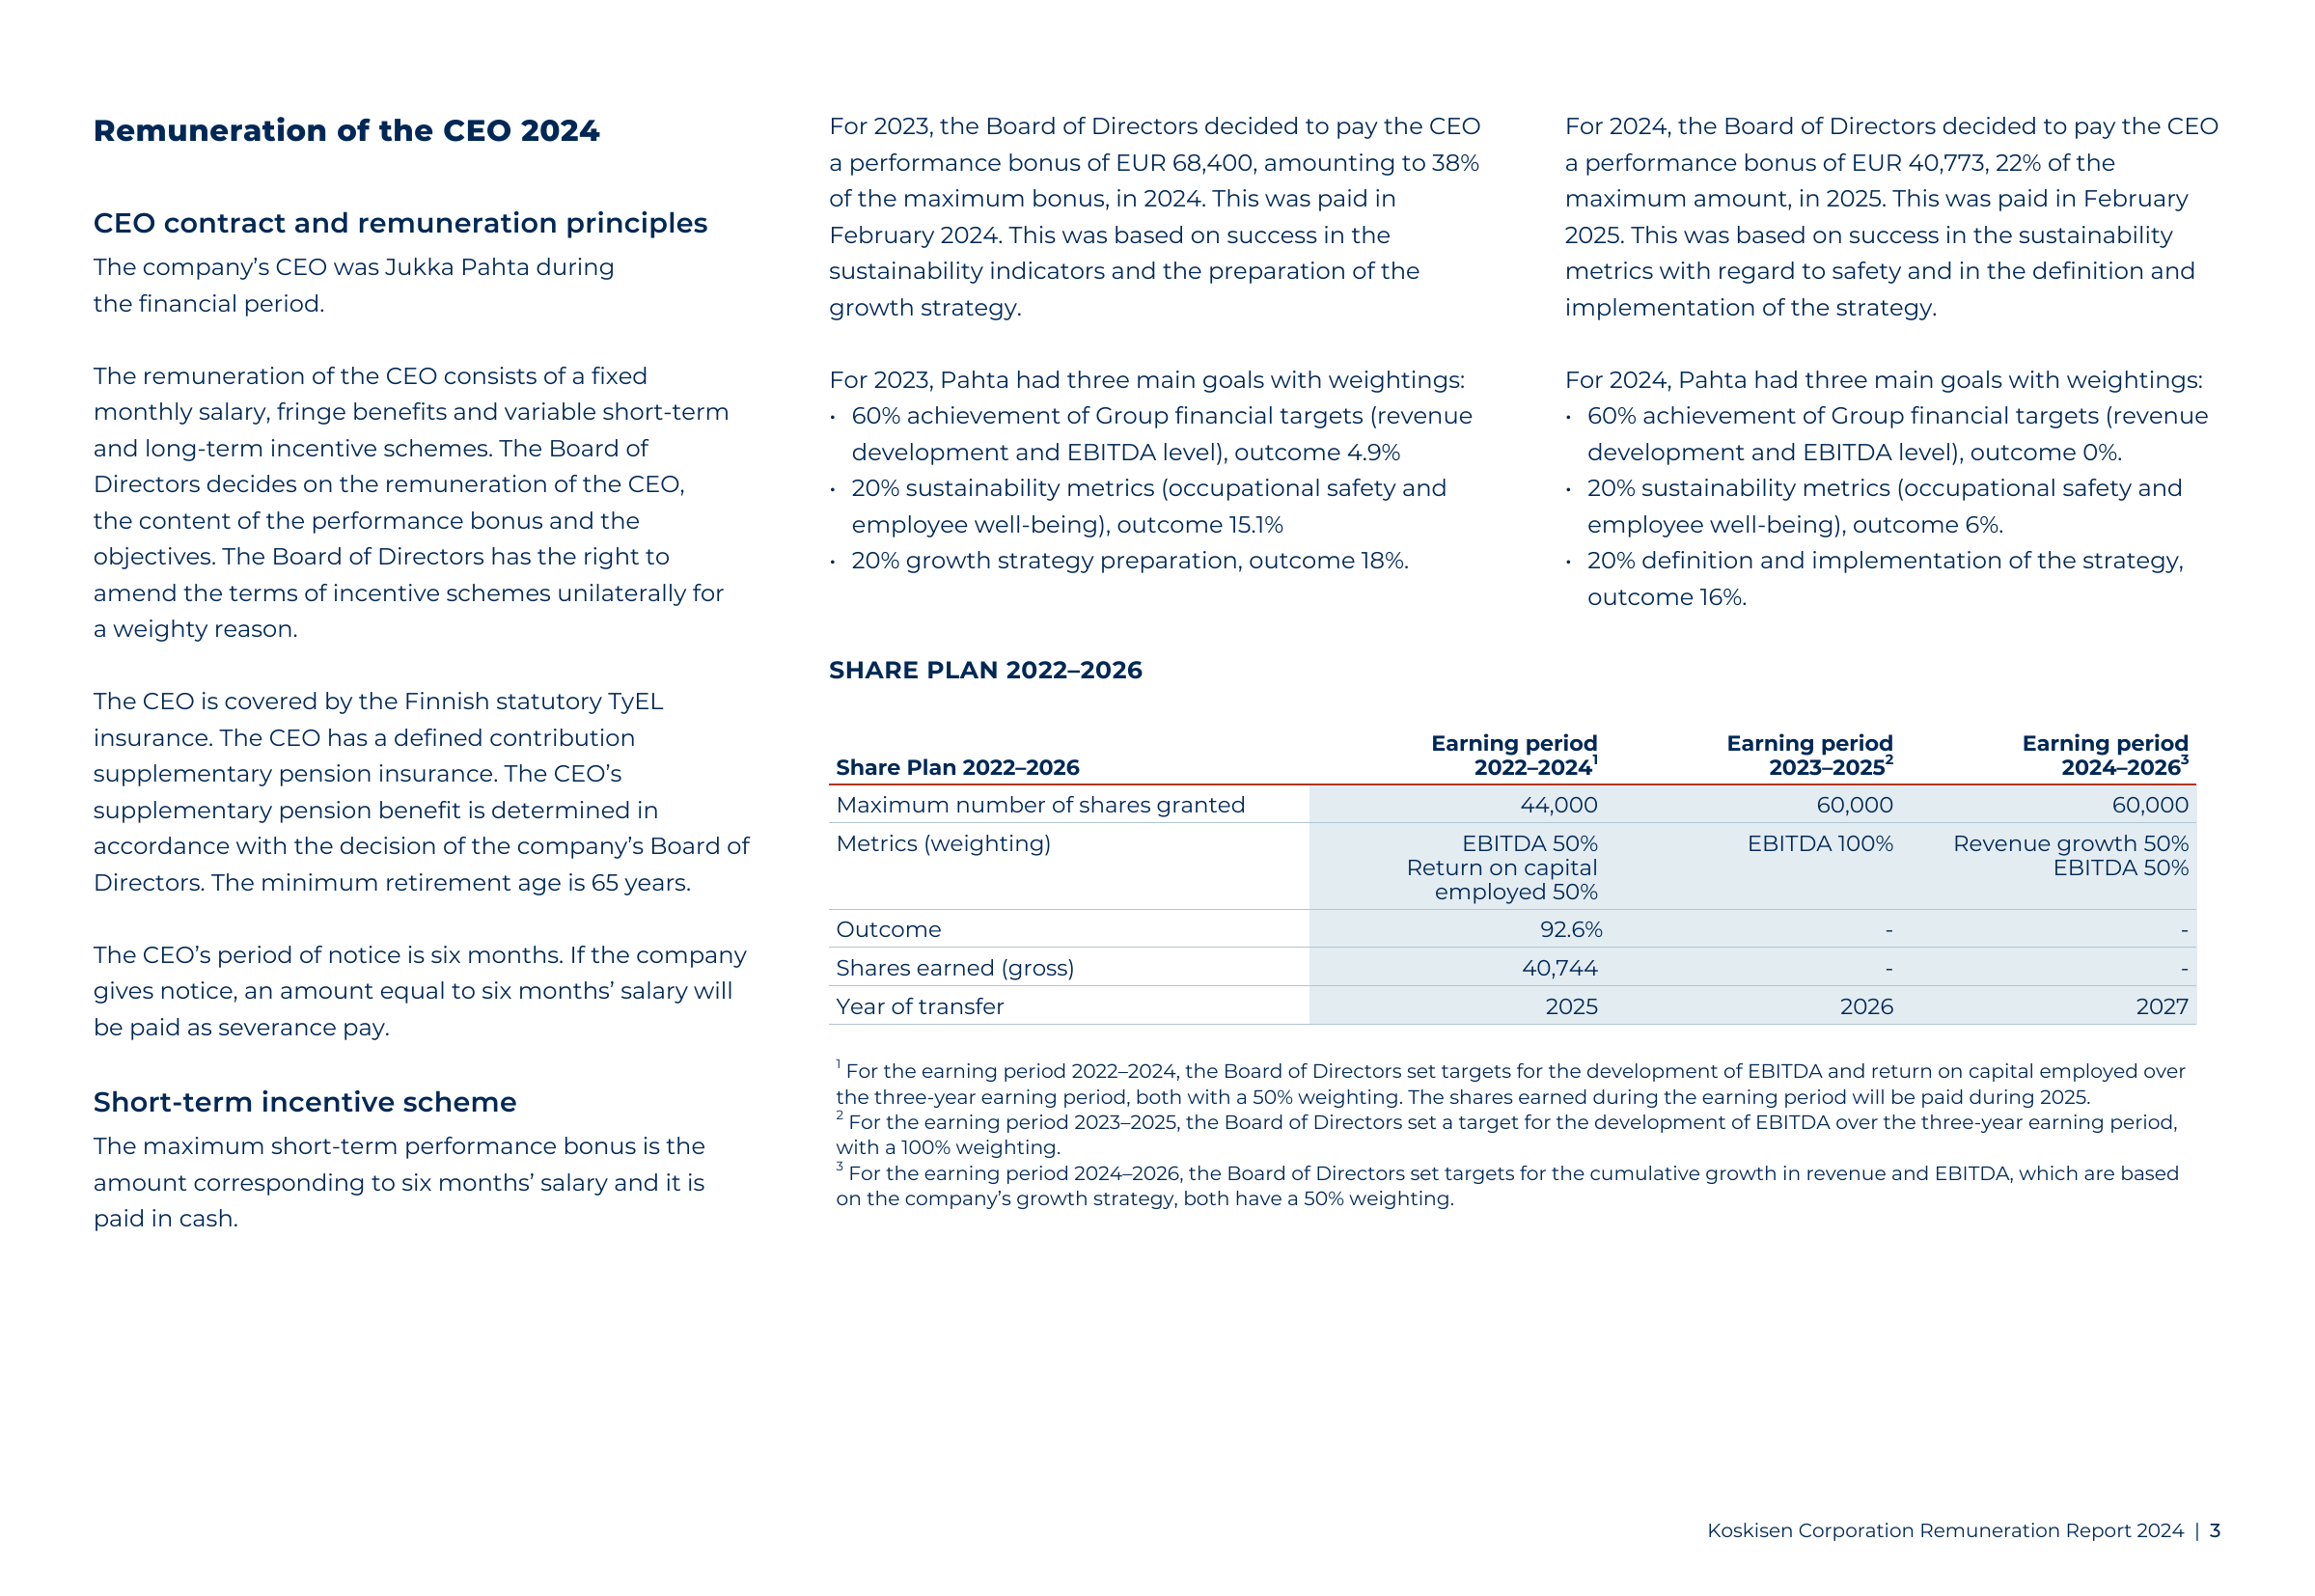 Remuneration of the CEO 2024
CEO contract and remuneration principles
The company’s CEO was Jukka Pahta during
the financial period.
The remuneration of the CEO consists of a fixed
monthly salary, fringe benefits and variable short-term
and long-term incentive schemes. The Board of
Directors decides on the remuneration of the CEO,
the content of the performance bonus and the
objectives. The Board of Directors has the right to
amend the terms of incentive schemes unilaterally for
a weighty reason.
The CEO is covered by the Finnish statutory TyEL
insurance. The CEO has a defined contribution
supplementary pension insurance. The CEO’s
supplementary pension benefit is determined in
accordance with the decision of the company’s Board of
Directors. The minimum retirement age is 65 years.
The CEO’s period of notice is six months. If the company
gives notice, an amount equal to six months’ salary will
be paid as severance pay.
Short-term incentive scheme
The maximum short-term performance bonus is the
amount corresponding to six months’ salary and it is
paid in cash.
For 2023, the Board of Directors decided to pay the CEO
a performance bonus of EUR 68,400, amounting to 38%
of the maximum bonus, in 2024. This was paid in
February 2024. This was based on success in the
sustainability indicators and the preparation of the
growth strategy.
For 2023, Pahta had three main goals with weightings:
• 60% achievement of Group financial targets (revenue
development and EBITDA level), outcome 4.9%
• 20% sustainability metrics (occupational safety and
employee well-being), outcome 15.1%
• 20% growth strategy preparation, outcome 18%.
For 2024, the Board of Directors decided to pay the CEO
a performance bonus of EUR 40,773, 22% of the
maximum amount, in 2025. This was paid in February
2025. This was based on success in the sustainability
metrics with regard to safety and in the definition and
implementation of the strategy.
For 2024, Pahta had three main goals with weightings:
• 60% achievement of Group financial targets (revenue
development and EBITDA level), outcome 0%.
• 20% sustainability metrics (occupational safety and
employee well-being), outcome 6%.
• 20% definition and implementation of the strategy,
outcome 16%.
SHARE PLAN 2022–2026
Earning period Earning period Earning period
Share Plan 2022–2026 2022–2024¹ 2023–2025² 2024–2026³
Maximum number of shares granted 44,000 60,000 60,000
Metrics (weighting) EBITDA 50% EBITDA 100% Revenue growth 50%
Return on capital EBITDA 50%
employed 50%
Outcome 92.6% - -
Shares earned (gross) 40,744 - -
Year of transfer 2025 2026 2027
¹ For the earning period 2022–2024, the Board of Directors set targets for the development of EBITDA and return on capital employed over
the three-year earning period, both with a 50% weighting. The shares earned during the earning period will be paid during 2025.
² For the earning period 2023–2025, the Board of Directors set a target for the development of EBITDA over the three-year earning period,
with a 100% weighting.
³ For the earning period 2024–2026, the Board of Directors set targets for the cumulative growth in revenue and EBITDA, which are based
on the company’s growth strategy, both have a 50% weighting.
Koskisen Corporation Remuneration Report 2024 | 3